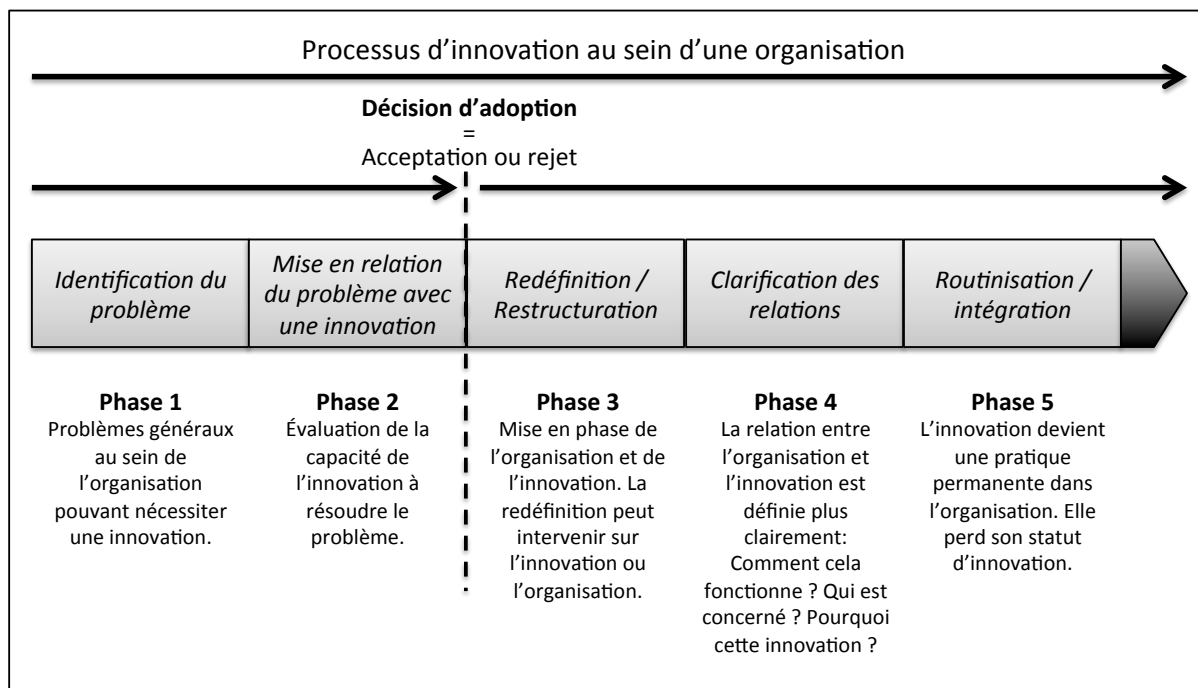 Processus d'innovation au sein d'une organisation
Décision d'adoption
=
Acceptation ou rejet
Identification du
problème
Mise en relation
du problème avec
une innovation
Redéfinition /
Restructuration
Clarification des
relations
Routinisation /
intégration
Phase 1
Problèmes généraux
au sein de
l'organisation
pouvant nécessiter
une innovation.
Phase 2
Évaluation de la
capacité de
l'innovation à
résoudre le
problème.
Phase 3
Mise en phase de
l'organisation et de
l'innovation. La
redéfinition peut
intervenir sur
l'innovation ou
l'organisation.
Phase 4
La relation entre
l'organisation et
l'innovation est
définie plus
clairement:
Comment cela
fonctionne ? Qui est
concerné ? Pourquoi
cette innovation ?
Phase 5
L'innovation devient
une pratique
permanente dans
l'organisation. Elle
perd son statut
d'innovation.